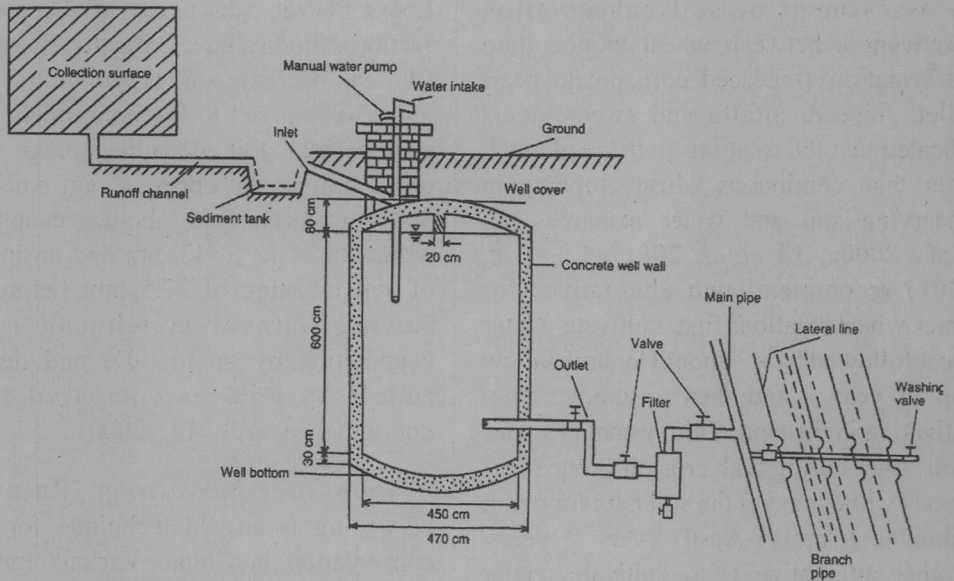 Collection surface
Manual water pump
Water intake
Inlet
Ground
Runoff channel
Sediment tank
Well cover
60 cm
20 cm
Concrete well wall
600 cm
Main pipe
Lateral line
Valve
Outlet
Filter
Washing
valve
30 cm
Well bottom
450 cm
470 cm
Branch
pipe